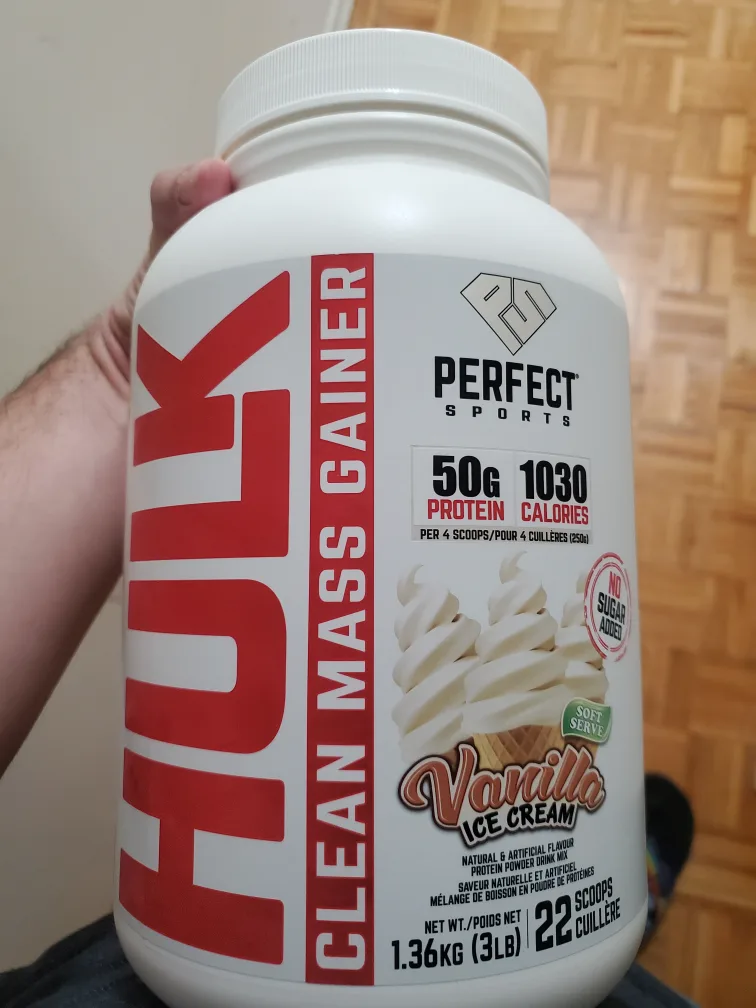 HULK
CLEAN MASS GAINER
PS
PERFECT®
SPORTS
50G PROTEIN
1030 CALORIES
PER 4 SCOOPS/POUR 4 CUILLÈRES (250g)
NO
SUGAR
ADDED
SOFT
SERVE
Vanilla
ICE CREAM
NATURAL & ARTIFICIAL FLAVOUR
PROTEIN POWDER DRINK MIX
SAVEUR NATURELLE ET ARTIFICIEL
MÉLANGE DE BOISSON EN POUDRE DE PROTÉINES
NET WT./POIDS NET
1.36KG (3LB)
22 SCOOPS
CUILLÈRE